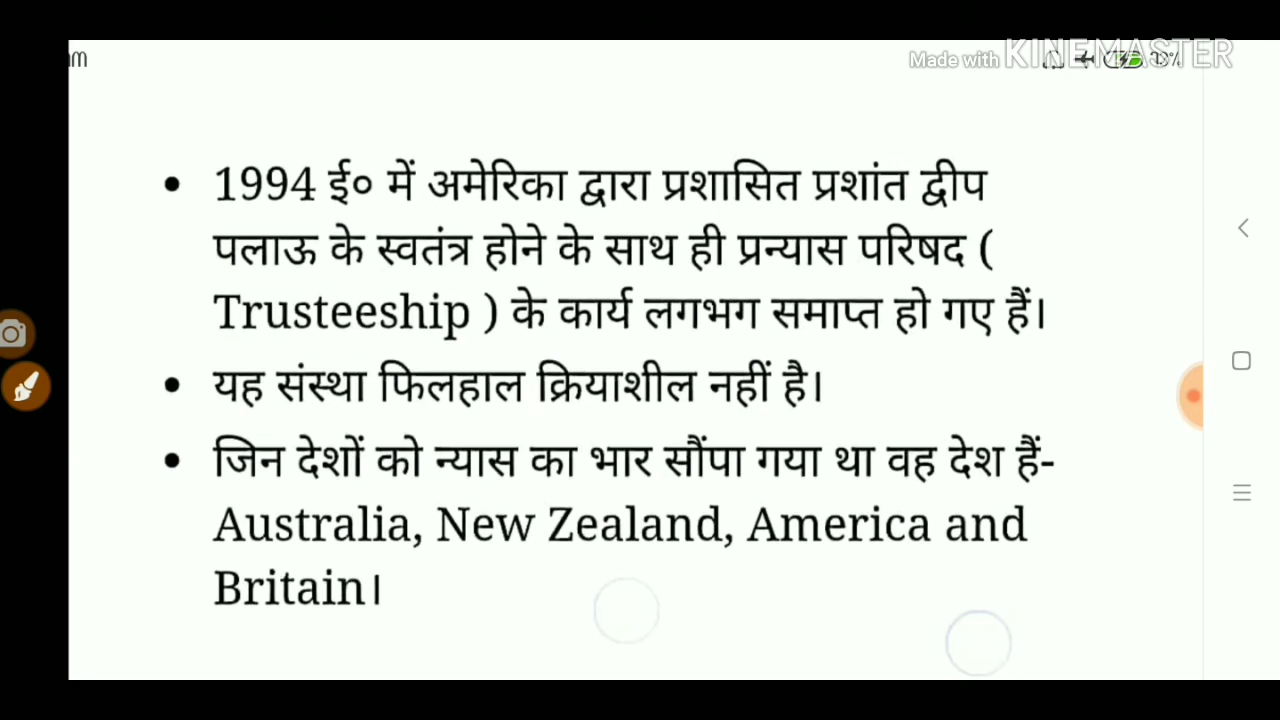 Made with KINEMASTER
1994 ई० में अमेरिका द्वारा प्रशासित प्रशांत द्वीप
पलाऊ के स्वतंत्र होने के साथ ही प्रन्यास परिषद (
Trusteeship ) के कार्य लगभग समाप्त हो गए हैं।
यह संस्था फिलहाल क्रियाशील नहीं है।
जिन देशों को न्यास का भार सौंपा गया था वह देश हैं-
Australia, New Zealand, America and
Britain।